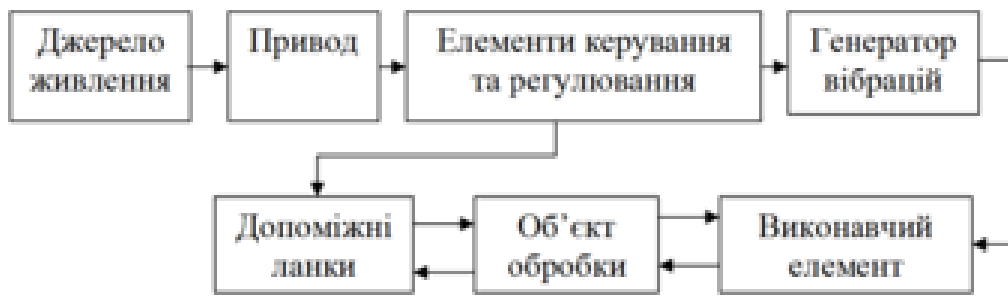 Джерело
живлення
Привод
Елементи керування
та регулювання
Генератор
вібрацій
Допоміжні
ланки
Об’єкт
обробки
Виконавчий
елемент